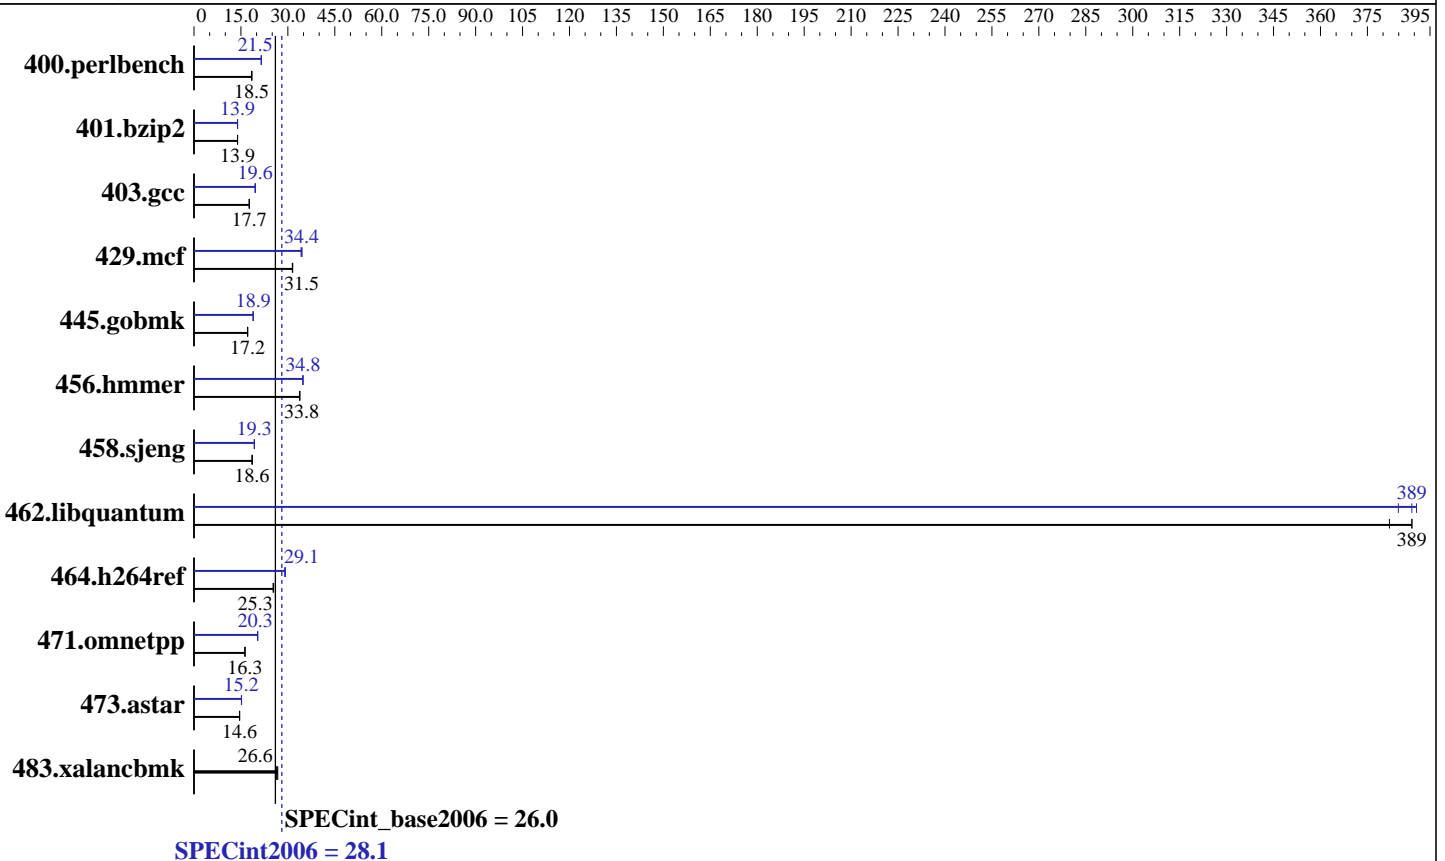 0 15.0 30.0 45.0 60.0 75.0 90.0 105 120 135 150 165 180 195 210 225 240 255 270 285 300 315 330 345 360 375 395
21.5
400.perlbench
18.5
13.9
401.bzip2
13.9
19.6
403.gcc
17.7
34.4
429.mcf
31.5
18.9
445.gobmk
17.2
34.8
456.hmmer
33.8
19.3
458.sjeng
18.6
389
462.libquantum
389
29.1
464.h264ref
25.3
20.3
471.omnetpp
16.3
15.2
473.astar
14.6
26.6
483.xalancbmk
SPECint_base2006 = 26.0
SPECint2006 = 28.1